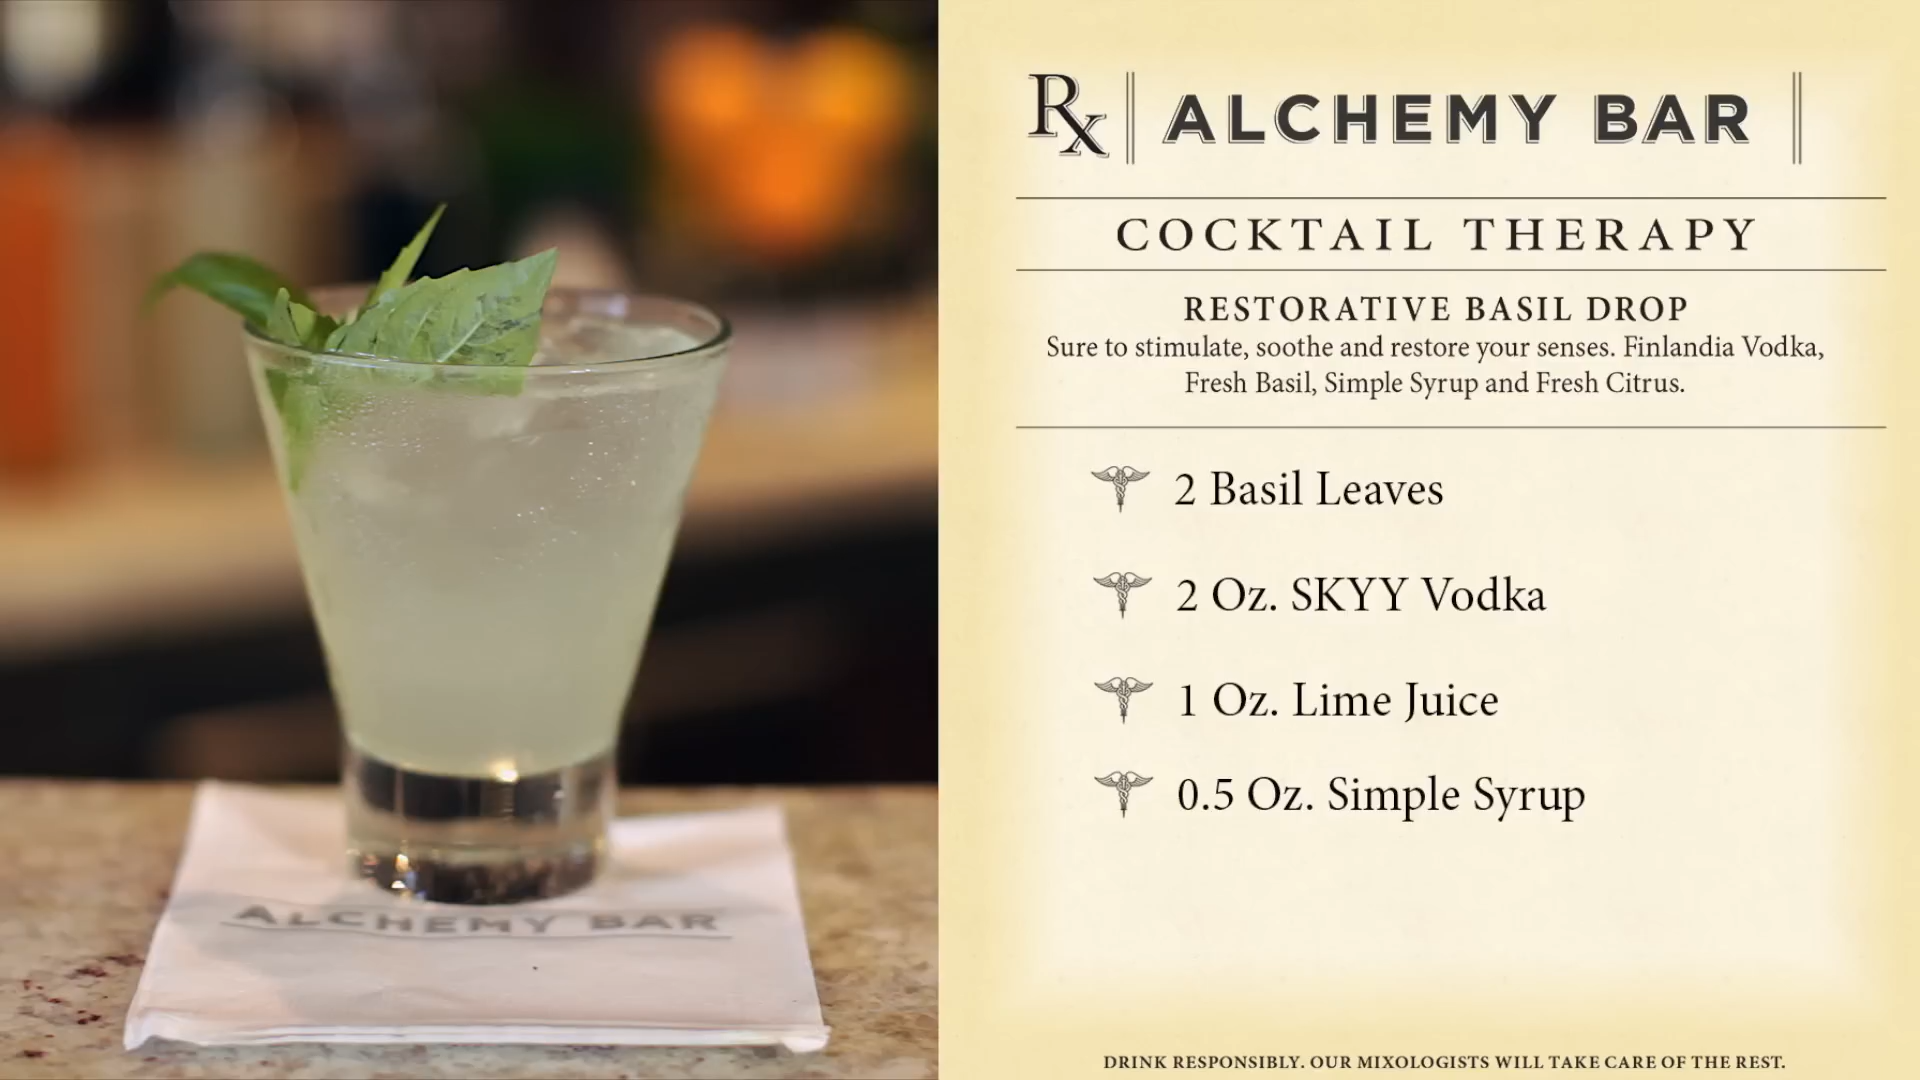 Rx ALCHEMY BAR
COCKTAIL THERAPY
RESTORATIVE BASIL DROP
Sure to stimulate, soothe and restore your senses. Finlandia Vodka,
Fresh Basil, Simple Syrup and Fresh Citrus.
2 Basil Leaves
2 Oz. SKYY Vodka
1 Oz. Lime Juice
0.5 Oz. Simple Syrup
DRINK RESPONSIBLY. OUR MIXOLOGISTS WILL TAKE CARE OF THE REST.
ALCHEMY BAR